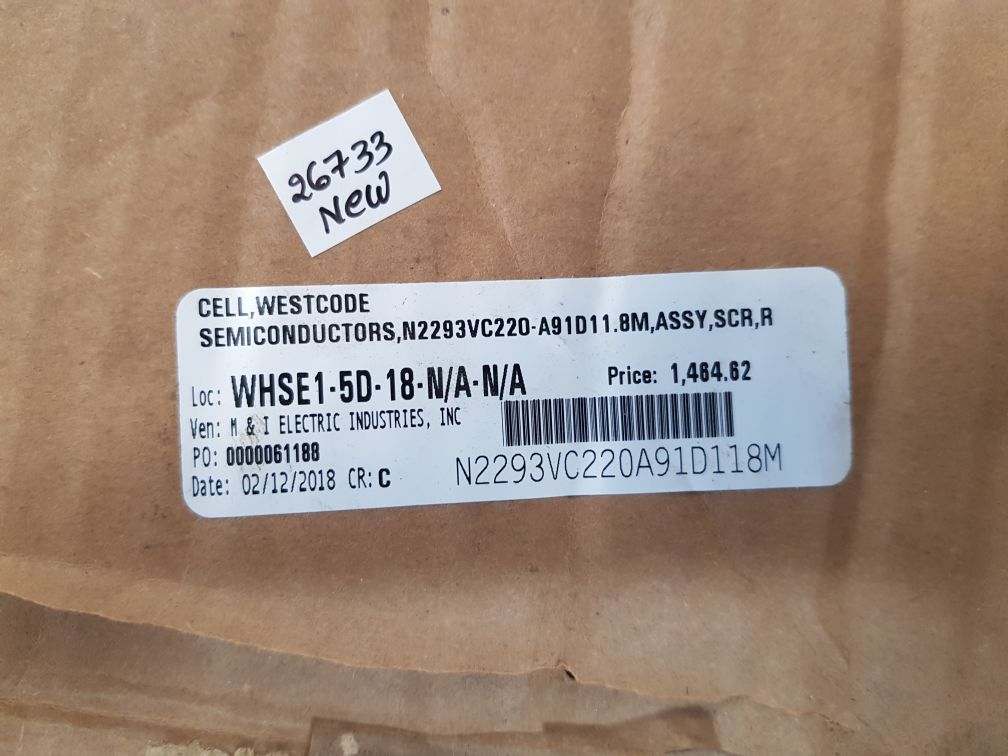 26733
New
CELL,WESTCODE
SEMICONDUCTORS,N2293VC220-A91D11.8M,ASSY,SCR,R
Loc: WHSE1-5D-18-N/A-N/A
Price: 1,464.62
Ven: M & I ELECTRIC INDUSTRIES, INC
PO: 0000061188
Date: 02/12/2018 CR: C
N2293VC220A91D118M